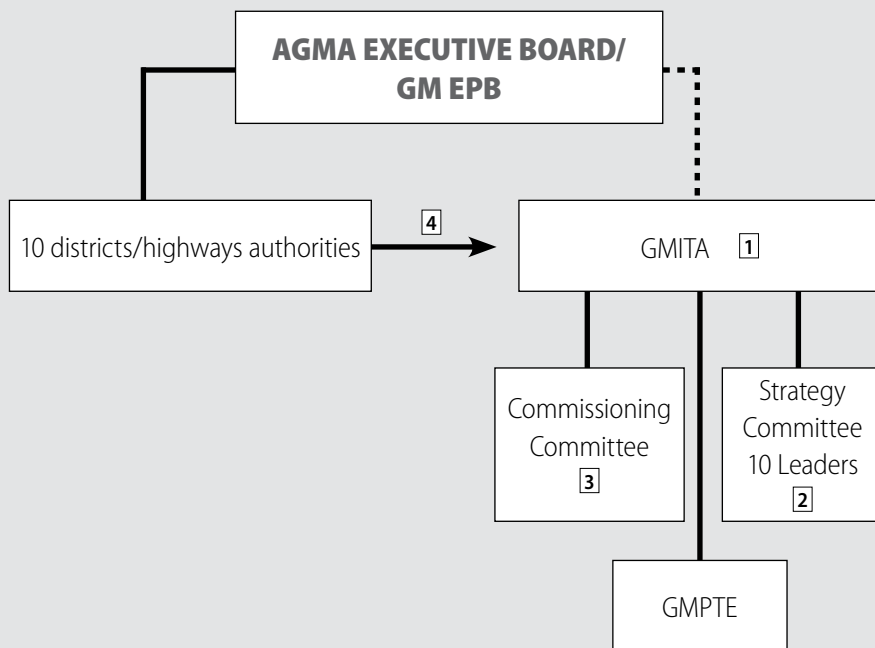 AGMA EXECUTIVE BOARD/
GM EPB
10 districts/highways authorities
4
GMITA 1
Commissioning
Committee
3
Strategy
Committee
10 Leaders
2
GMPTE